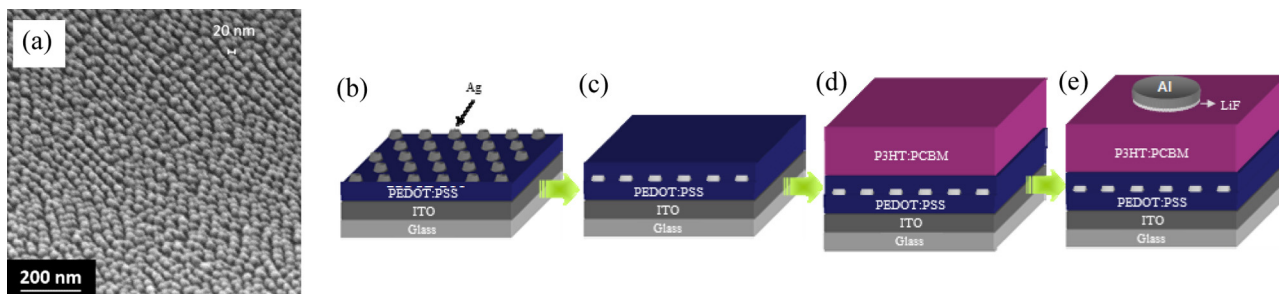 (a)
20 nm
200 nm
(b)
Ag
PEDOT:PSS
ITO
Glass
(c)
PEDOT:PSS
ITO
Glass
(d)
P3HT:PCBM
PEDOT:PSS
ITO
Glass
(e)
Al
LiF
P3HT:PCBM
PEDOT:PSS
ITO
Glass